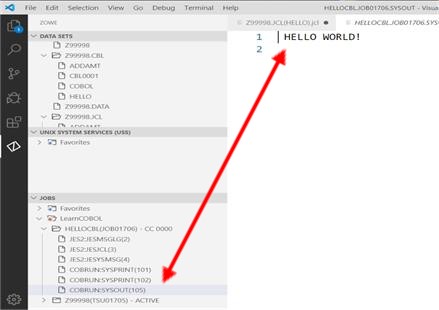 File Edit Selection View Go Debug Terminal Help HELLOCBL.JOB01706.SYSOUT - Visua
ZOWE
Z99998.JCL(HELLO).jcl
HELLOCBL.JOB01706.SYS
DATA SETS
Z99998
Z99998.CBL
ADDAMT
CBL0001
COBOL
HELLO
Z99998.DATA
Z99998.JCL
ADDAMT
UNIX SYSTEM SERVICES (USS)
Favorites
JOBS
Favorites
LearnCOBOL
HELLOCBL(JOB01706) - CC 0000
JES2:JESMSGLG(2)
JES2:JESJCL(3)
JES2:JESYSMSG(4)
COBRUN:SYSPRINT(101)
COBRUN:SYSPRINT(102)
COBRUN:SYSOUT(105)
Z99998(TSU01705) - ACTIVE
1 HELLO WORLD!
2